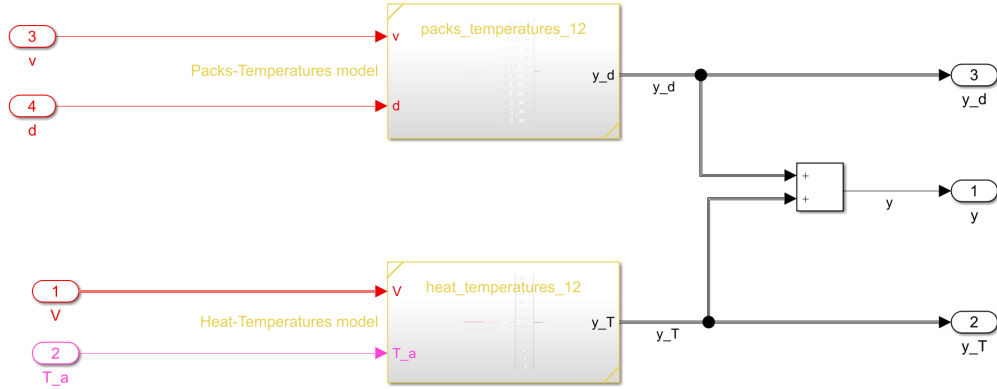 packs_temperatures_12
3
v
v
Packs-Temperatures model
y_d
y_d
3
y_d
4
d
d
+
+
y
1
y
heat_temperatures_12
1
V
V
Heat-Temperatures model
y_T
y_T
2
y_T
2
T_a
T_a